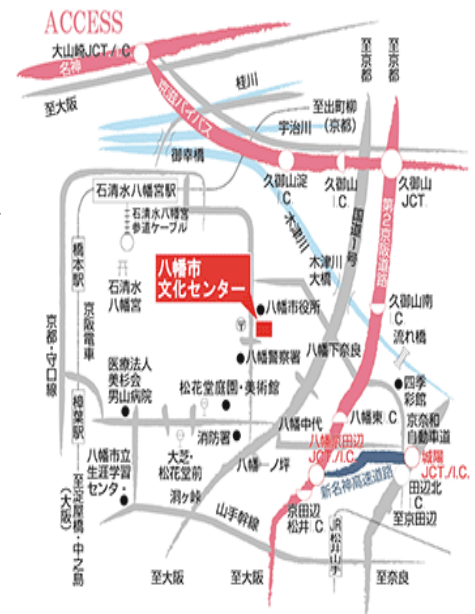 ACCESS
大山崎JCT./IC
名神
至大阪
京滋バイパス
桂川
至出町柳
(京都)
宇治川
至京都
至京都
御幸橋
久御山淀
IC
久御山
IC
久御山
JCT.
石清水八幡宮駅
石清水八幡宮
参道ケーブル
木津川
国道1号
第2京阪道路
橋本駅
石清水
八幡宮
八幡市
文化センター
木津川
大橋
久御山南
IC
流れ橋
京都・守口線
京阪電車
八幡市役所
八幡警察署
八幡下奈良
医療法人
美杉会
男山病院
松花堂庭園・美術館
四季
彩館
樟葉駅
八幡中代
八幡東IC
京奈和
自動車道
消防署
八幡京田辺
JCT./I.C.
城陽
JCT./I.C.
八幡市立
生涯学習
センター
大芝・
松花堂前
八幡一ノ坪
新名神高速道路
田辺北
IC
洞ヶ峠
京田辺
松井IC
至京田辺
至淀屋橋・中之島
(大阪)
山手幹線
JR松井山手
至大阪
至大阪
至奈良